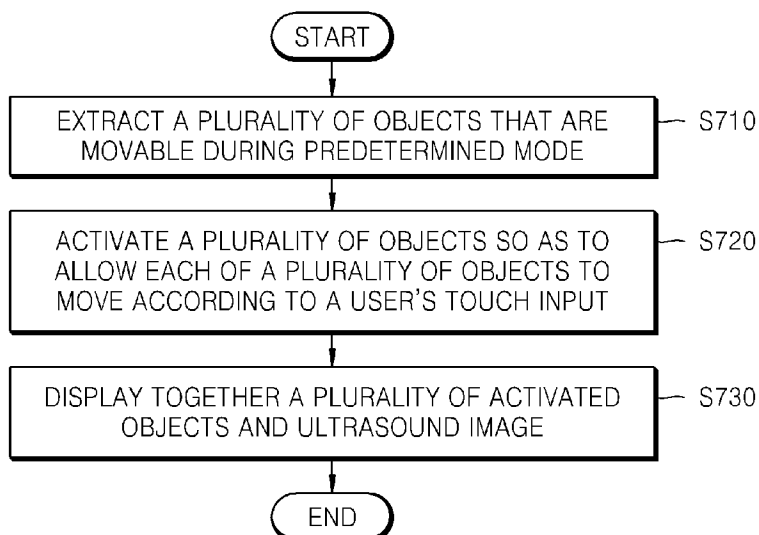 START
EXTRACT A PLURALITY OF OBJECTS THAT ARE
MOVABLE DURING PREDETERMINED MODE
S710
ACTIVATE A PLURALITY OF OBJECTS SO AS TO
ALLOW EACH OF A PLURALITY OF OBJECTS TO
MOVE ACCORDING TO A USER'S TOUCH INPUT
S720
DISPLAY TOGETHER A PLURALITY OF ACTIVATED
OBJECTS AND ULTRASOUND IMAGE
S730
END